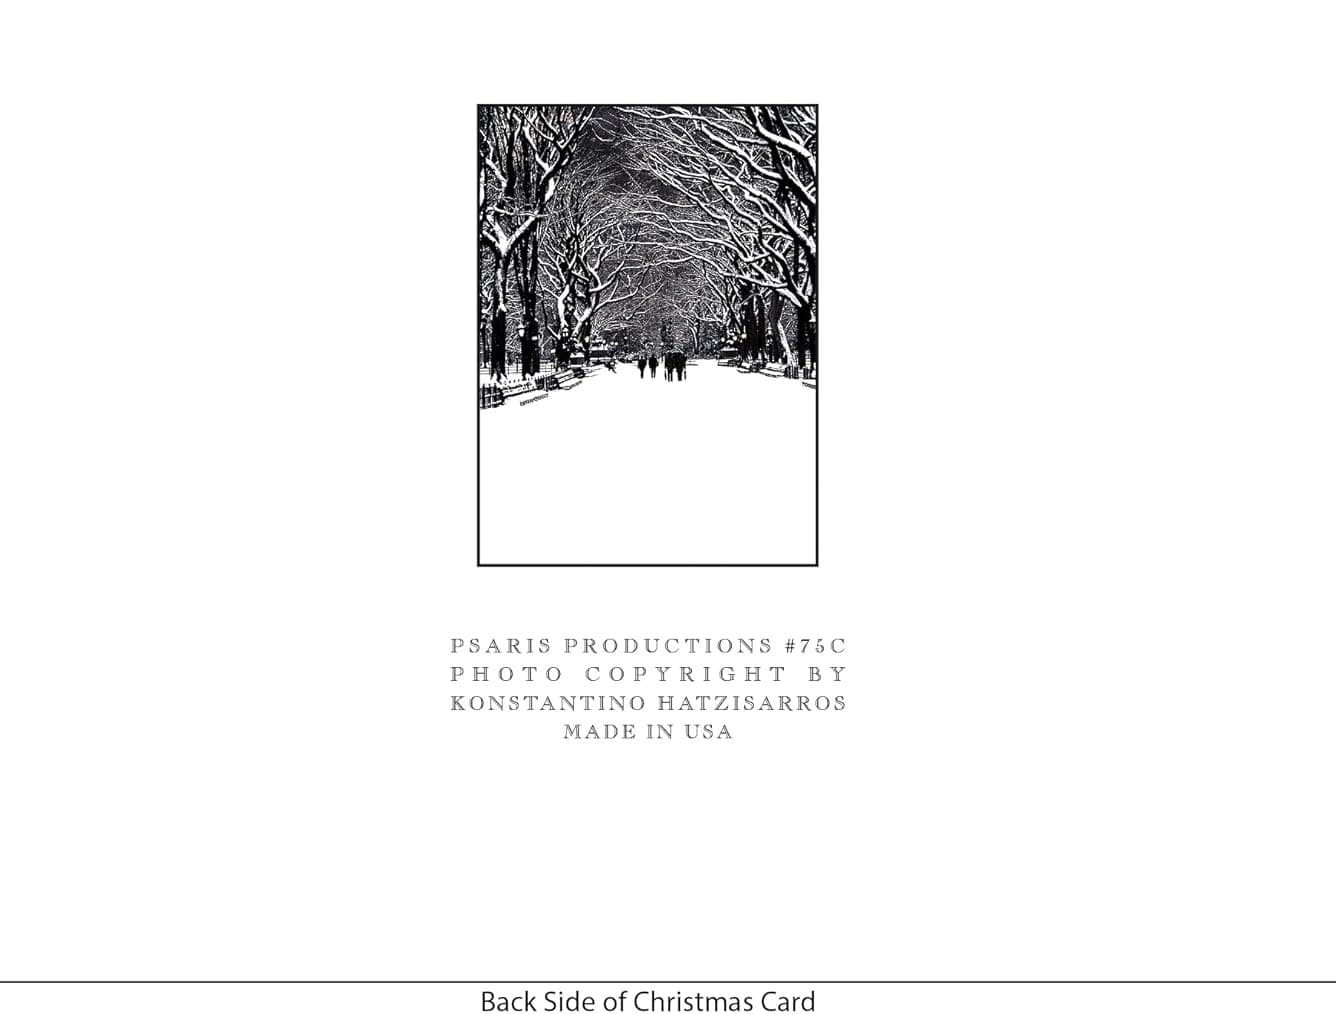 PSARIS PRODUCTIONS #75C
PHOTO COPYRIGHT BY
KONSTANTINO HATZISARROS
MADE IN USA
Back Side of Christmas Card